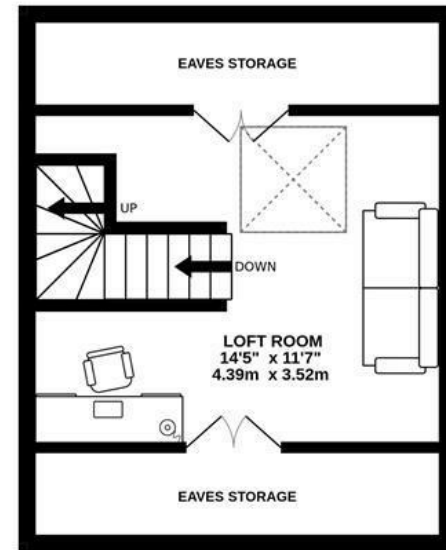 EAVES STORAGE
UP
DOWN
LOFT ROOM
14'5" x 11'7"
4.39m x 3.52m
EAVES STORAGE